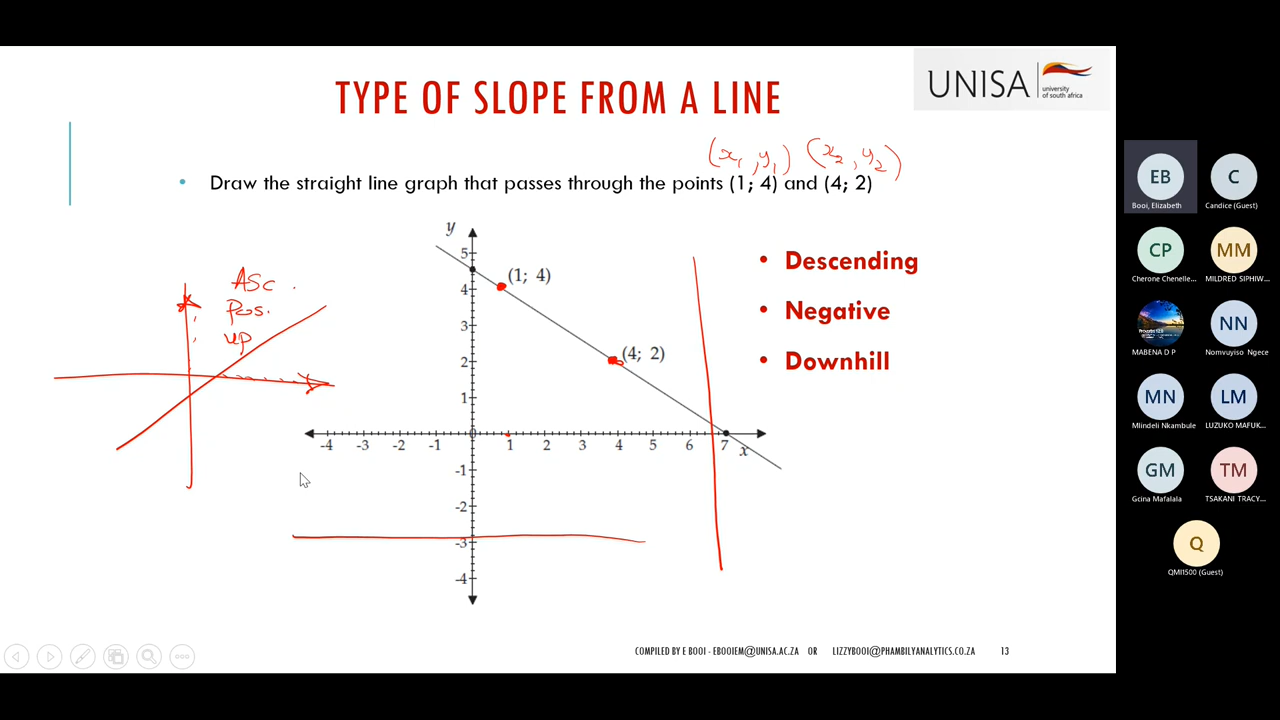 TYPE OF SLOPE FROM A LINE
UNISA
university
of south africa
(x₁, y₁) (x₂, y₂)
• Draw the straight line graph that passes through the points (1; 4) and (4; 2)
y
5
4
3
2
1
0
-1
-2
-3
-4
-4 -3 -2 -1 1 2 3 4 5 6 7
x
(1; 4)
(4; 2)
Asc.
Pos.
up
• Descending
• Negative
• Downhill
COMPILED BY E BOOI - EBOOIEM@UNISA.AC.ZA OR LIZZYBOOI@PHAMBILYANALYTICS.CO.ZA
13
EB
Booi, Elizabeth
C
Candice (Guest)
CP
Cherone Chenelle...
MM
MILDRED SIPHIW...
MABENA D P
NN
Nomvuyiso Ngece
MN
Mlindeli Nkambule
LM
LUZUKO MAFUK...
GM
Gcina Mafalala
TM
TSAKANI TRACY...
Q
QMI1500 (Guest)